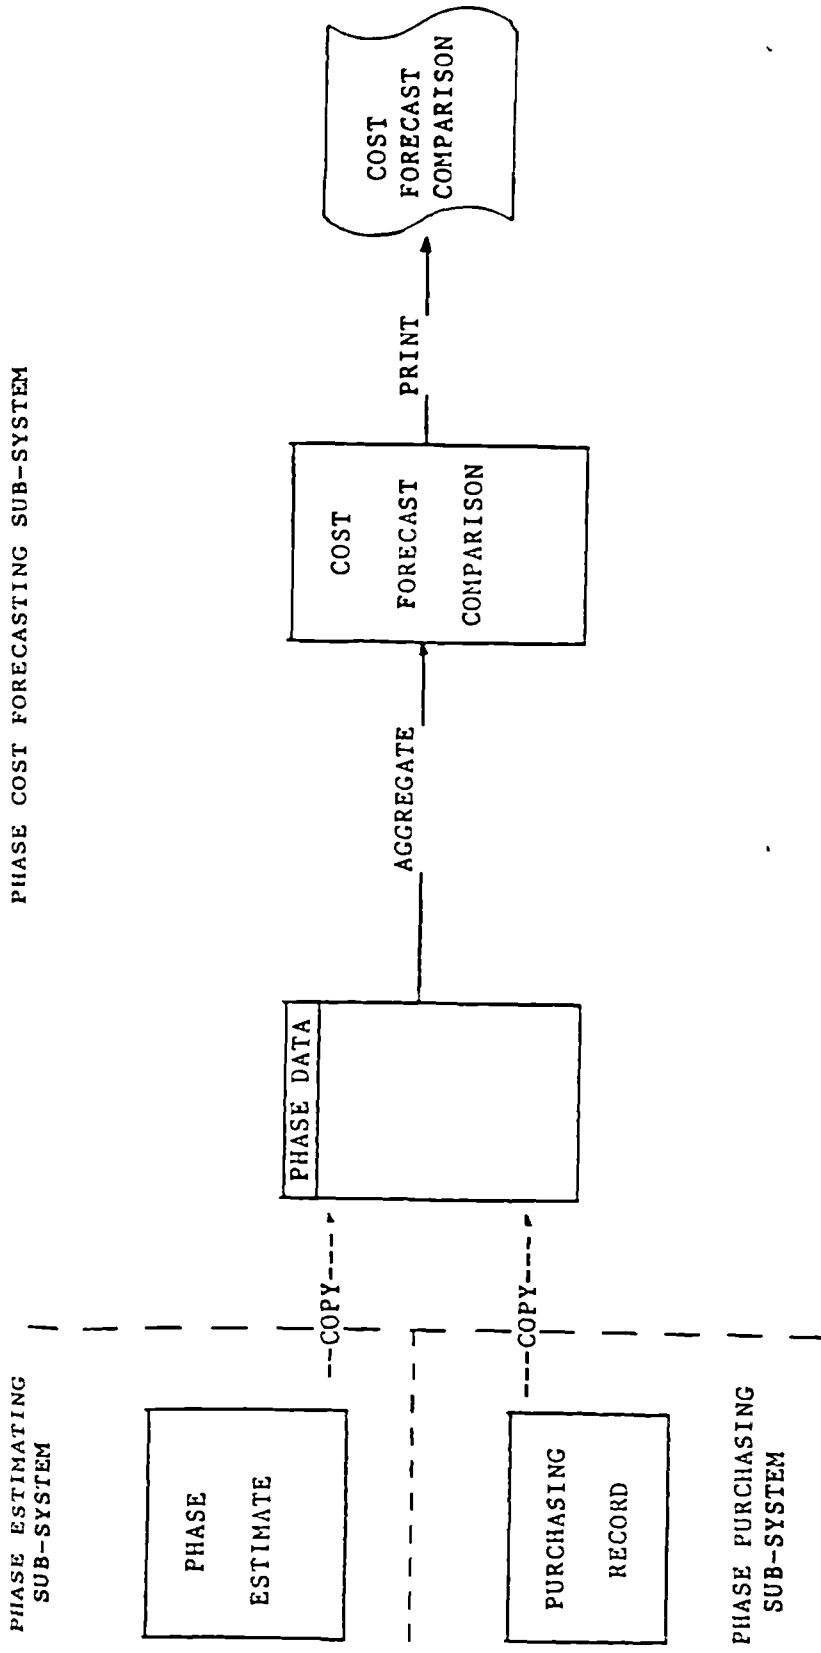 PHASE ESTIMATING
SUB-SYSTEM
PHASE COST FORECASTING SUB-SYSTEM
PHASE
ESTIMATE
COPY
PHASE DATA
AGGREGATE
COST
FORECAST
COMPARISON
PRINT
COST
FORECAST
COMPARISON
COPY
PURCHASING
RECORD
PHASE PURCHASING
SUB-SYSTEM